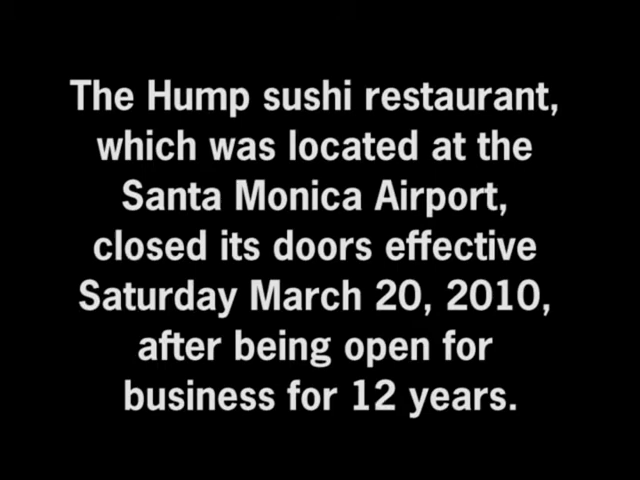 The Hump sushi restaurant,
which was located at the
Santa Monica Airport,
closed its doors effective
Saturday March 20, 2010,
after being open for
business for 12 years.